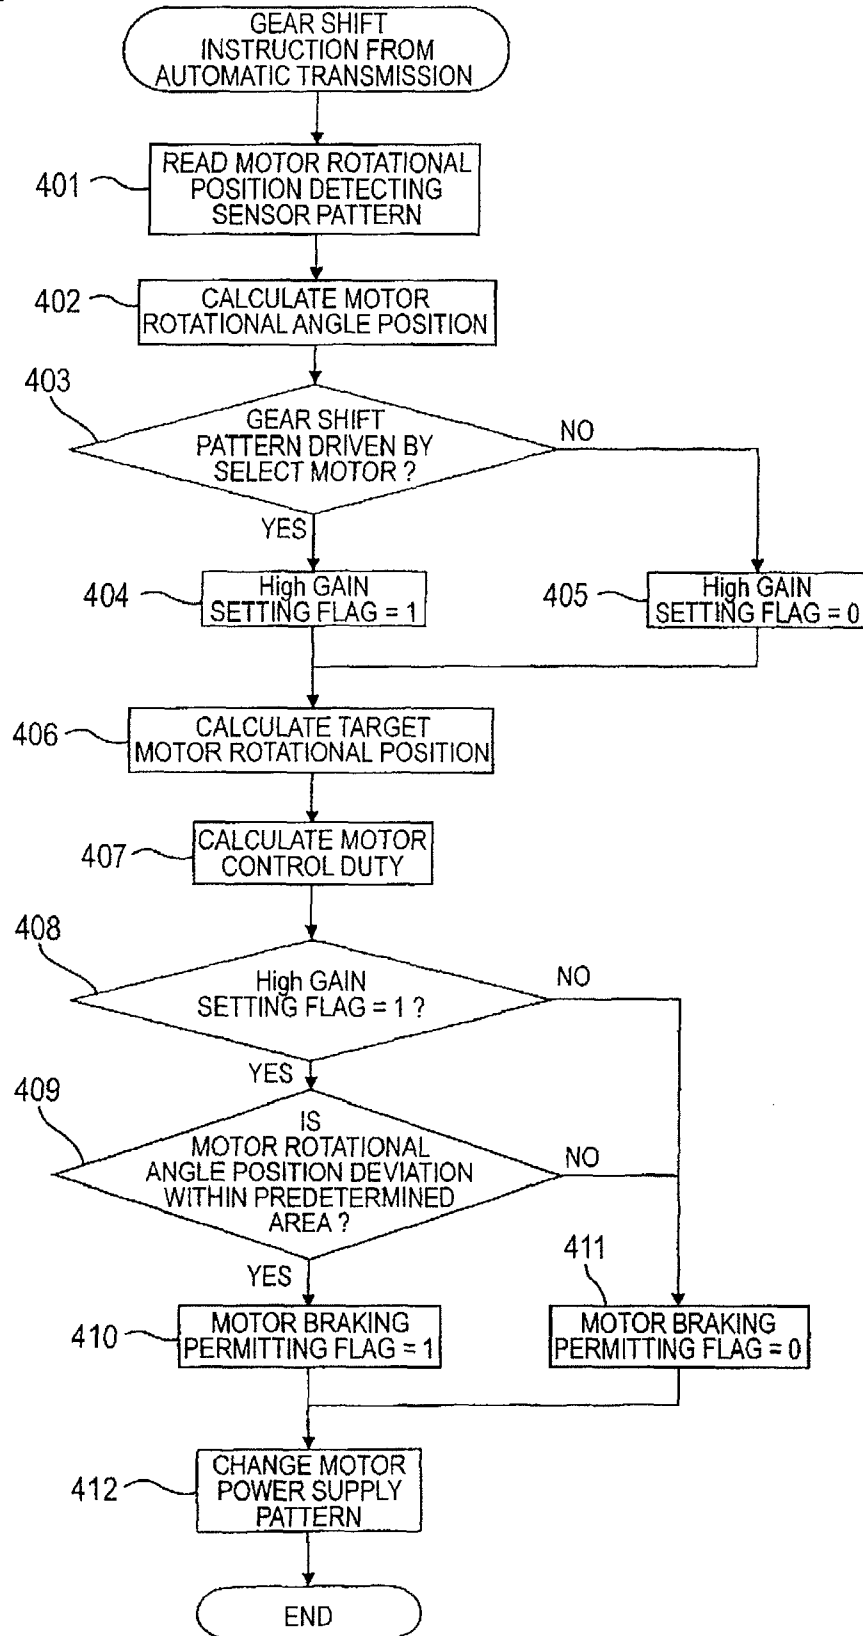 GEAR SHIFT
INSTRUCTION FROM
AUTOMATIC TRANSMISSION
401
READ MOTOR ROTATIONAL
POSITION DETECTING
SENSOR PATTERN
402
CALCULATE MOTOR
ROTATIONAL ANGLE POSITION
403
GEAR SHIFT
PATTERN DRIVEN BY
SELECT MOTOR ?
NO
YES
404
High GAIN
SETTING FLAG = 1
405
High GAIN
SETTING FLAG = 0
406
CALCULATE TARGET
MOTOR ROTATIONAL POSITION
407
CALCULATE MOTOR
CONTROL DUTY
408
High GAIN
SETTING FLAG = 1 ?
NO
YES
409
IS
MOTOR ROTATIONAL
ANGLE POSITION DEVIATION
WITHIN PREDETERMINED
AREA ?
NO
YES
410
MOTOR BRAKING
PERMITTING FLAG = 1
411
MOTOR BRAKING
PERMITTING FLAG = 0
412
CHANGE MOTOR
POWER SUPPLY
PATTERN
END